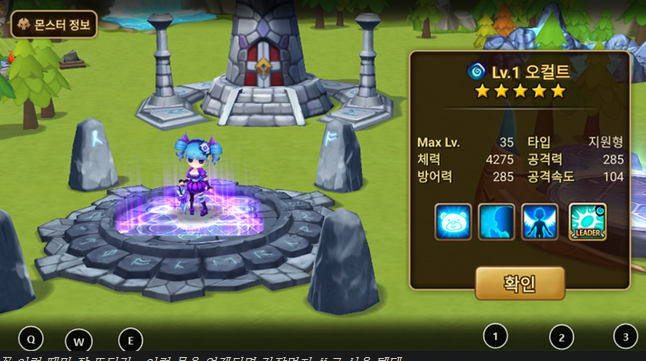 몬스터 정보
Lv.1 오컬트
Max Lv. 35 타입 지원형
체력 4275 공격력 285
방어력 285 공격속도 104
LEADER
확인
Q
W
E
1
2
3